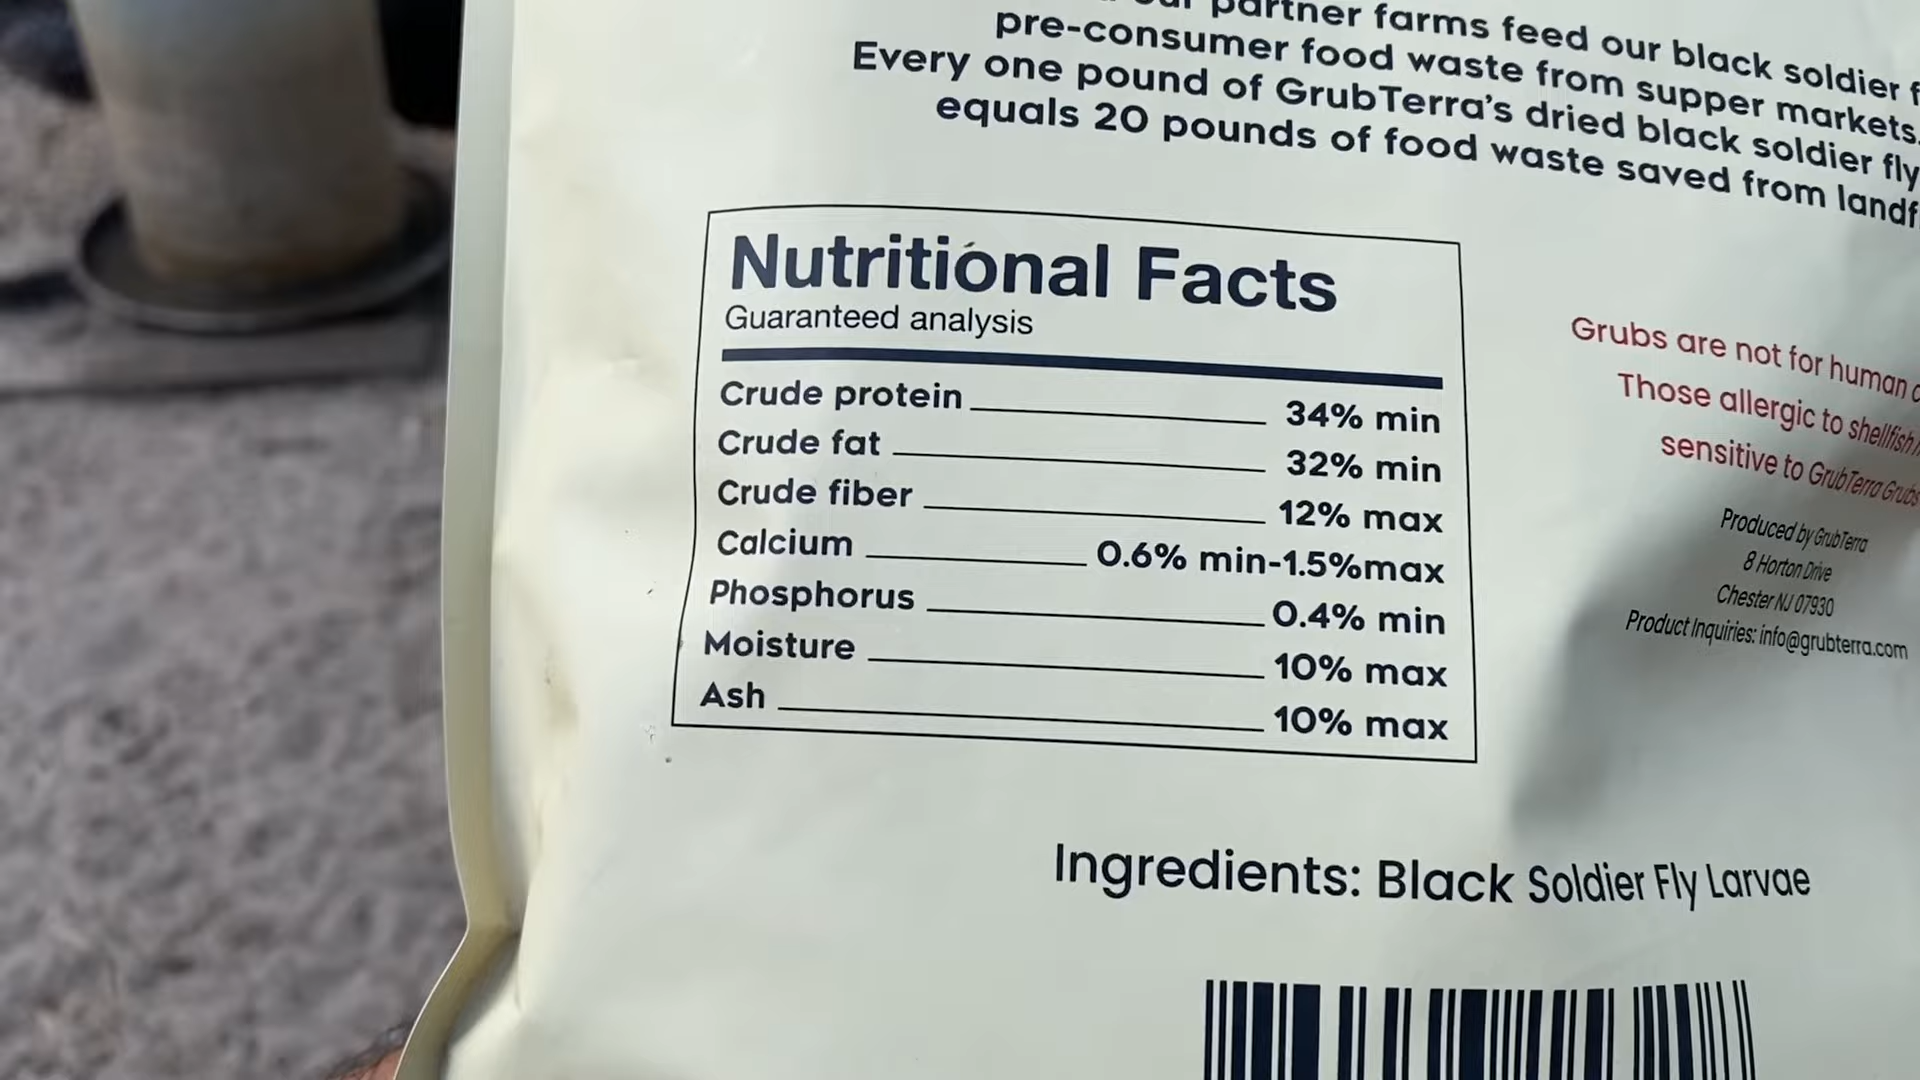 partner farms feed our black soldier
pre-consumer food waste from supper markets.
Every one pound of GrubTerra's dried black soldier fly
equals 20 pounds of food waste saved from
Nutritional Facts
Guaranteed analysis
Crude protein 34% min
Crude fat 32% min
Crude fiber 12% max
Calcium 0.6% min-1.5%max
Phosphorus 0.4% min
Moisture 10% max
Ash 10% max
Grubs are not for human
Those allergic to shellfish
sensitive to GrubTerra Grubs
Produced by GrubTerra
8 Horton Drive
Chester NJ 07930
Product Inquiries: info@grubterra.com
Ingredients: Black Soldier Fly Larvae